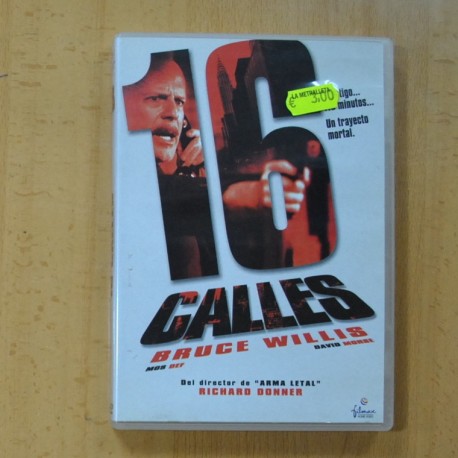 16
LA METRALLETA
€ 3.00
minutos...
Un trayecto
mortal.
CALLES
BRUCE WILLIS
MOS DEF DAVID MORSE
Del director de "ARMA LETAL"
RICHARD DONNER
filmax